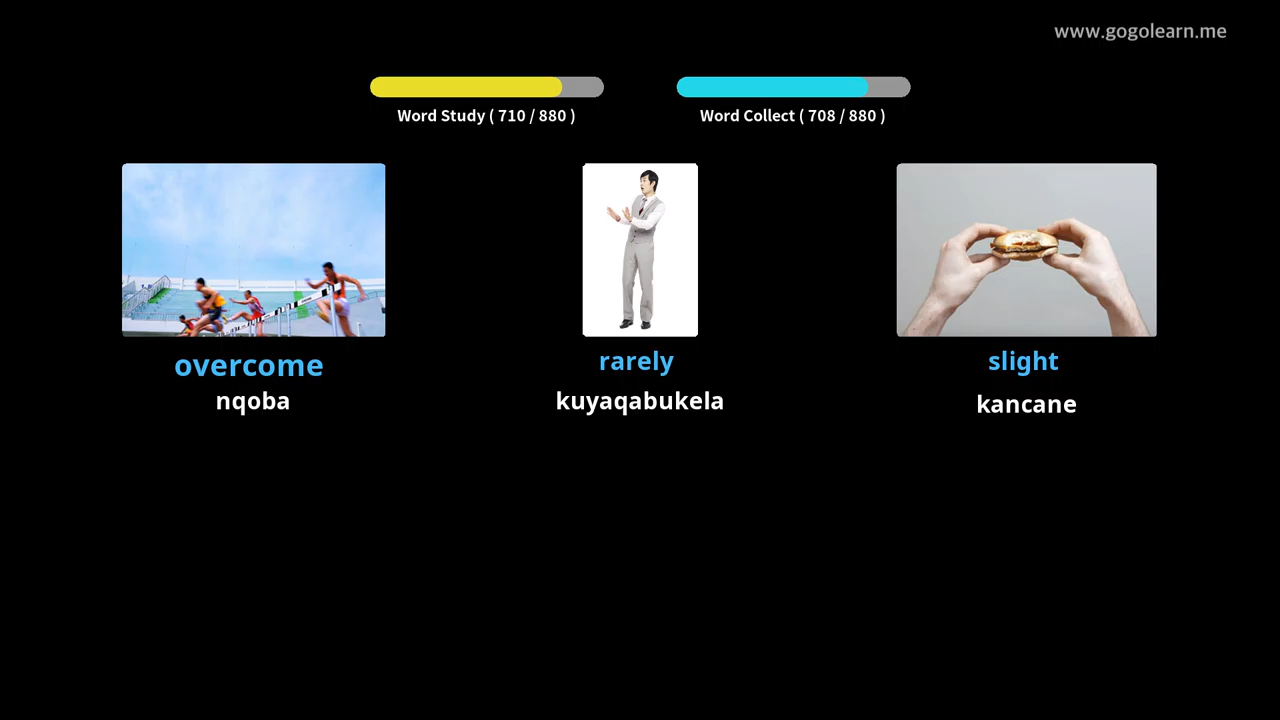 www.gogolearn.me
Word Study ( 710 / 880 )
Word Collect ( 708 / 880 )
overcome
nqoba
rarely
kuyaqabukela
slight
kancane